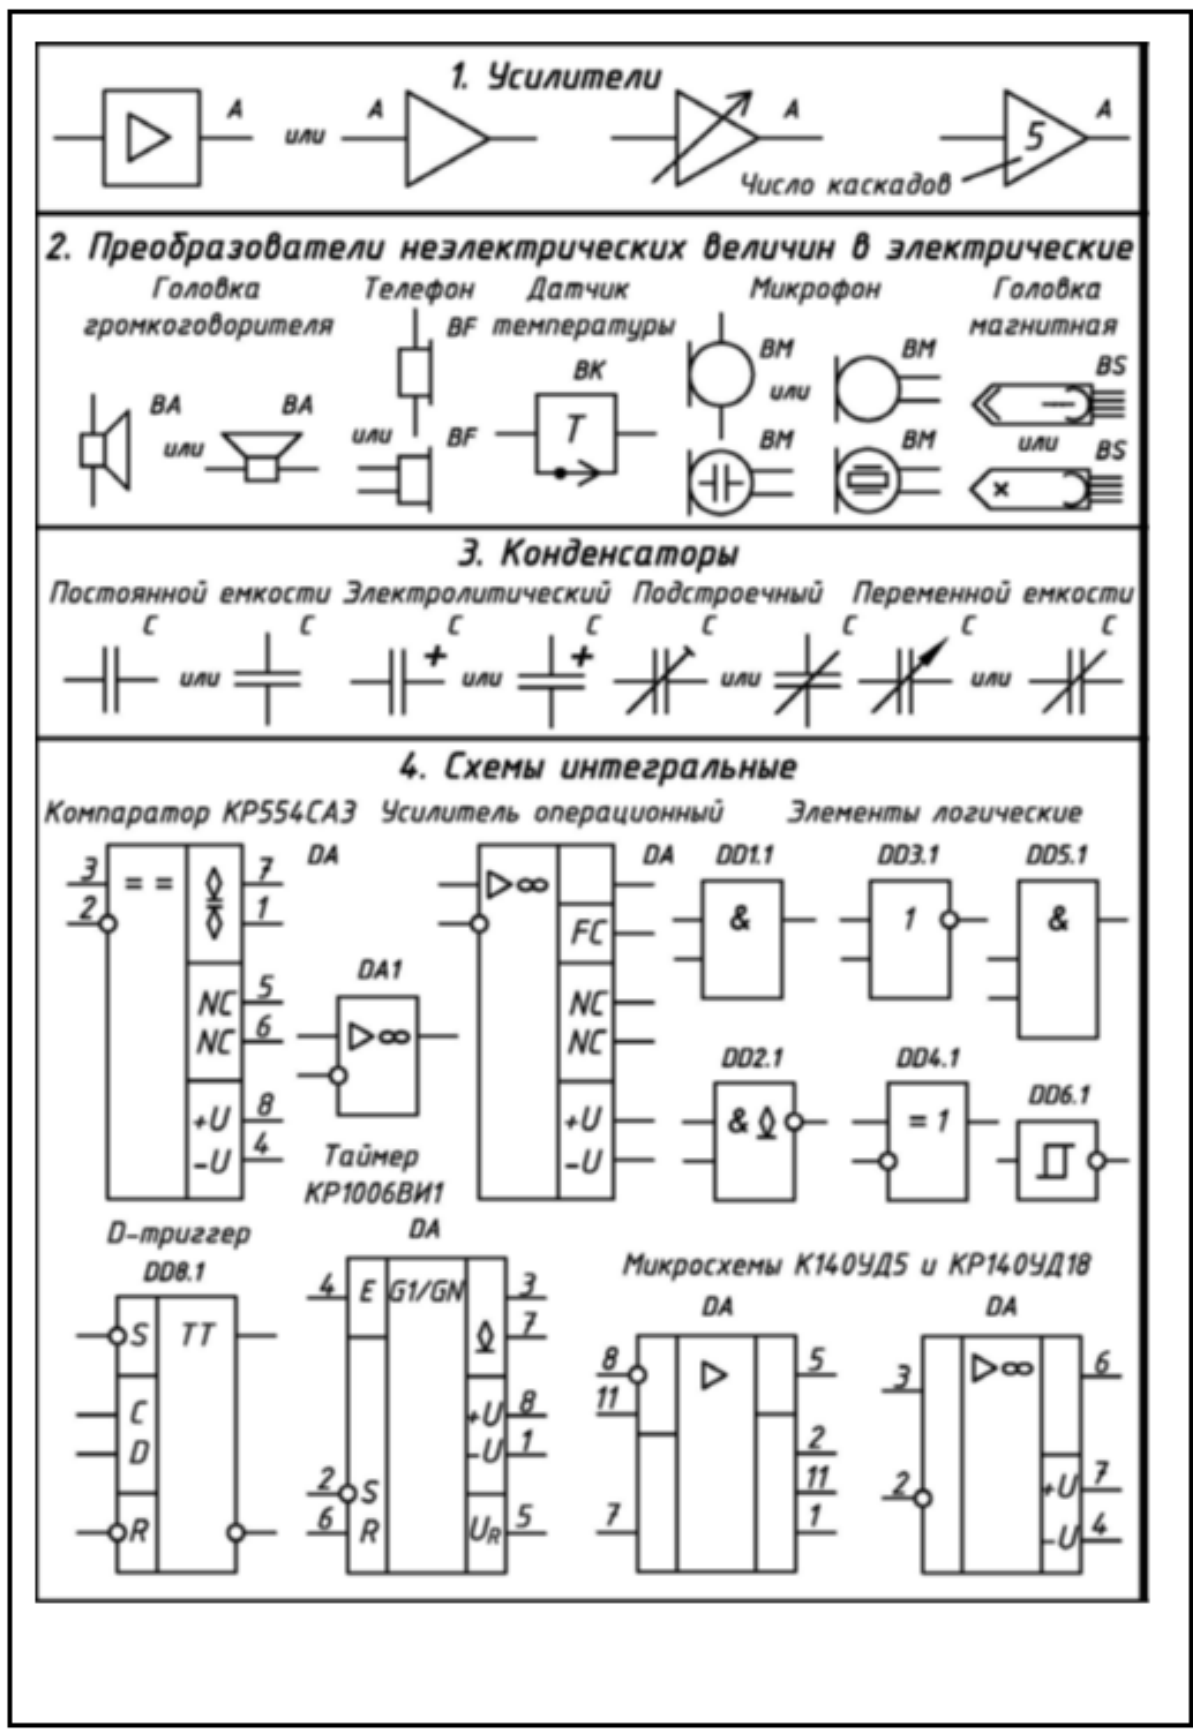 1. Усилители
A или A A A
5
Число каскадов
2. Преобразователи неэлектрических величин в электрические
Головка Телефон Датчик Микрофон Головка
громкоговорителя BF температуры магнитная
BK BM BM BS
BA или BA или
или BF T BM BM или BS
3. Конденсаторы
Постоянной емкости Электролитический Подстроечный Переменной емкости
C C C C C C C C
или + или + или или
4. Схемы интегральные
Компаратор КР554СА3 Усилитель операционный Элементы логические
DA DA DD1.1 DD3.1 DD5.1
3 = = 7 ▷∞ & 1 &
2 1 FC
DA1
NC 5 NC
NC 6 ▷∞ NC
DD2.1 DD4.1
DD6.1
+U 8 +U & = 1
-U 4 -U
Таймер
КР1006ВИ1
D-триггер DA
DD8.1 Микросхемы К140УД5 и КР140УД18
4 E G1/GN 3 DA DA
S TT 7 8 ▷ 5 3 ▷∞ 6
11
C +U 8
D -U 1 2
2 S 11 2 +U 7
R 6 R UR 5 7 1 -U 4